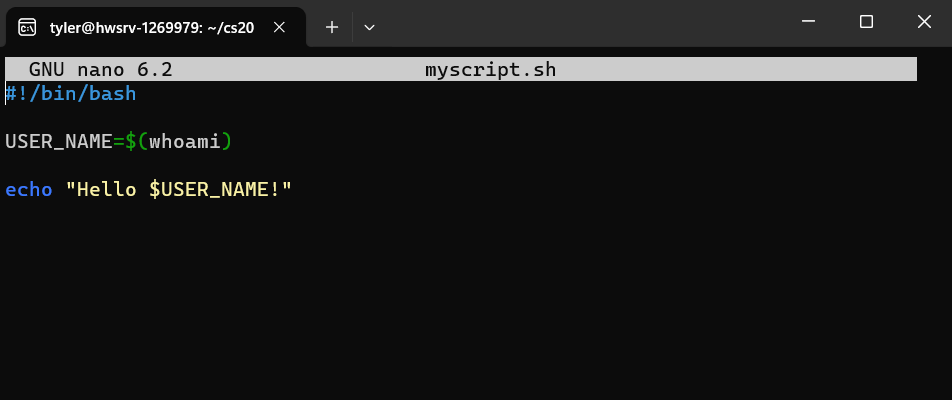 tyler@hwsrv-1269979: ~/cs20
GNU nano 6.2 myscript.sh
#!/bin/bash
USER_NAME=$(whoami)
echo "Hello $USER_NAME!"